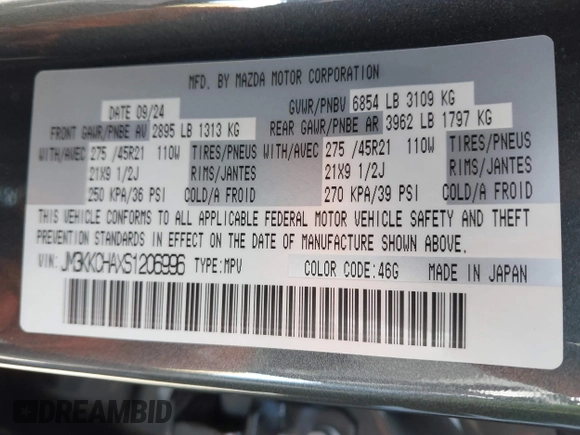 MFD. BY MAZDA MOTOR CORPORATION
DATE 09/24 GVWR/PNBV 6854 LB 3109 KG
FRONT GAWR/PNBE AV 2895 LB 1313 KG REAR GAWR/PNBE AR 3962 LB 1797 KG
WITH/AVEC 275 /45R21 110W TIRES/PNEUS WITH/AVEC 275 /45R21 110W TIRES/PNEUS
21X9 1/2J RIMS/JANTES 21X9 1/2J RIMS/JANTES
250 KPA/36 PSI COLD/A FROID 270 KPA/39 PSI COLD/A FROID
THIS VEHICLE CONFORMS TO ALL APPLICABLE FEDERAL MOTOR VEHICLE SAFETY AND THEFT
PREVENTION STANDARDS IN EFFECT ON THE DATE OF MANUFACTURE SHOWN ABOVE.
VIN: JM3KKCHAXS1206996 TYPE:MPV COLOR CODE:46G MADE IN JAPAN
DREAMBID